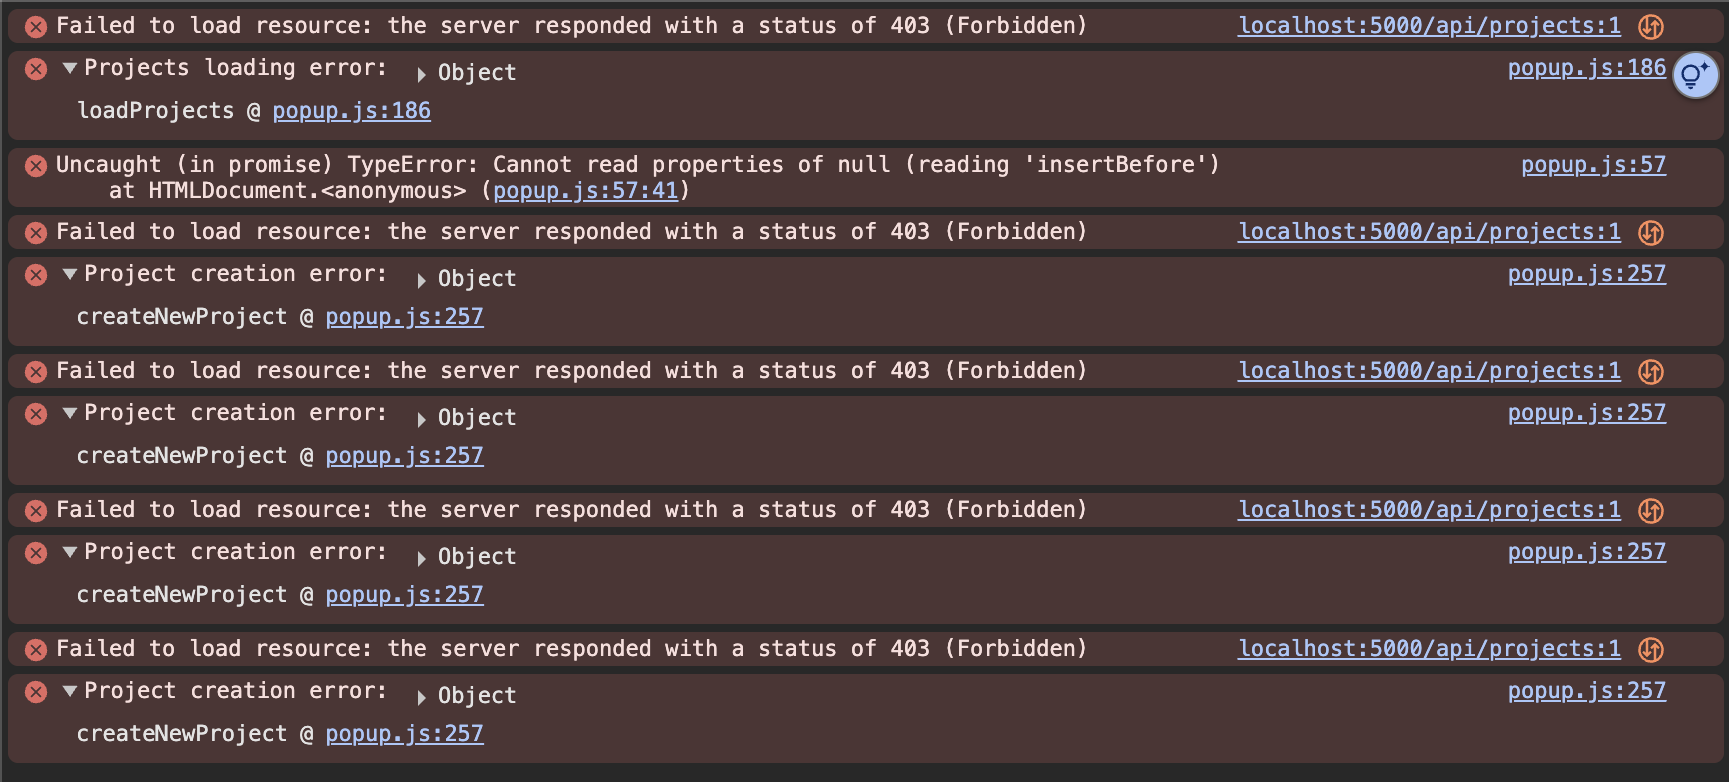 Failed to load resource: the server responded with a status of 403 (Forbidden) localhost:5000/api/projects:1
Projects loading error: Object popup.js:186
loadProjects @ popup.js:186
Uncaught (in promise) TypeError: Cannot read properties of null (reading 'insertBefore') popup.js:57
at HTMLDocument.<anonymous> (popup.js:57:41)
Failed to load resource: the server responded with a status of 403 (Forbidden) localhost:5000/api/projects:1
Project creation error: Object popup.js:257
createNewProject @ popup.js:257
Failed to load resource: the server responded with a status of 403 (Forbidden) localhost:5000/api/projects:1
Project creation error: Object popup.js:257
createNewProject @ popup.js:257
Failed to load resource: the server responded with a status of 403 (Forbidden) localhost:5000/api/projects:1
Project creation error: Object popup.js:257
createNewProject @ popup.js:257
Failed to load resource: the server responded with a status of 403 (Forbidden) localhost:5000/api/projects:1
Project creation error: Object popup.js:257
createNewProject @ popup.js:257